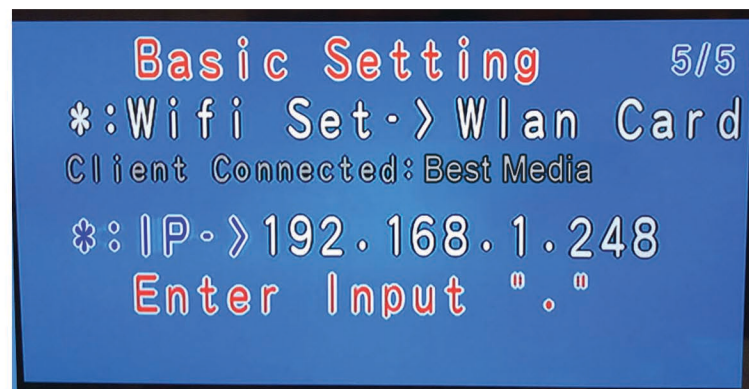 Basic Setting 5/5
*:Wifi Set->Wlan Card
Client Connected:Best Media
*:IP->192.168.1.248
Enter Input "."